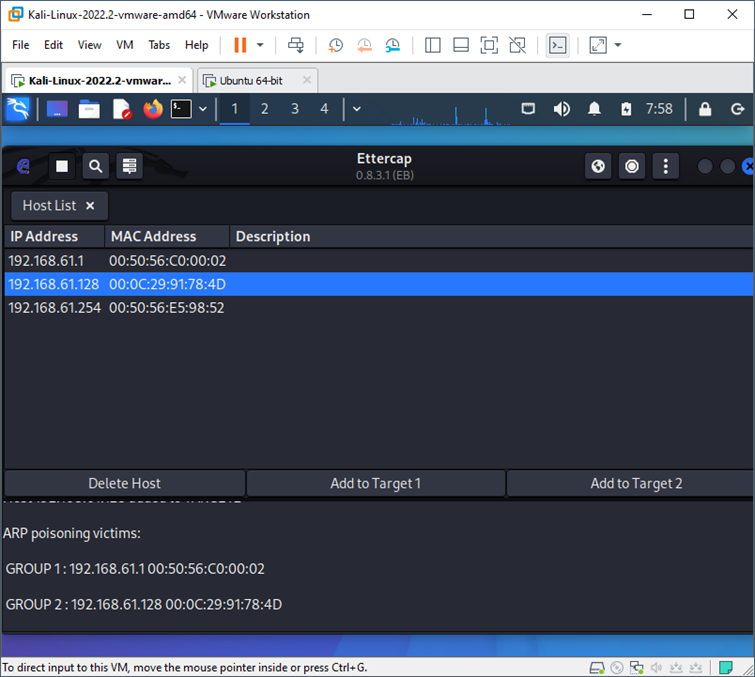 Kali-Linux-2022.2-vmware-amd64 - VMware Workstation
File Edit View VM Tabs Help
Kali-Linux-2022.2-vmwar... Ubuntu 64-bit
1 2 3 4 7:58
Ettercap
0.8.3.1 (EB)
Host List
IP Address MAC Address Description
192.168.61.1 00:50:56:C0:00:02
192.168.61.128 00:0C:29:91:78:4D
192.168.61.254 00:50:56:E5:98:52
Delete Host Add to Target 1 Add to Target 2
ARP poisoning victims:
GROUP 1 : 192.168.61.1 00:50:56:C0:00:02
GROUP 2 : 192.168.61.128 00:0C:29:91:78:4D
To direct input to this VM, move the mouse pointer inside or press Ctrl+G.